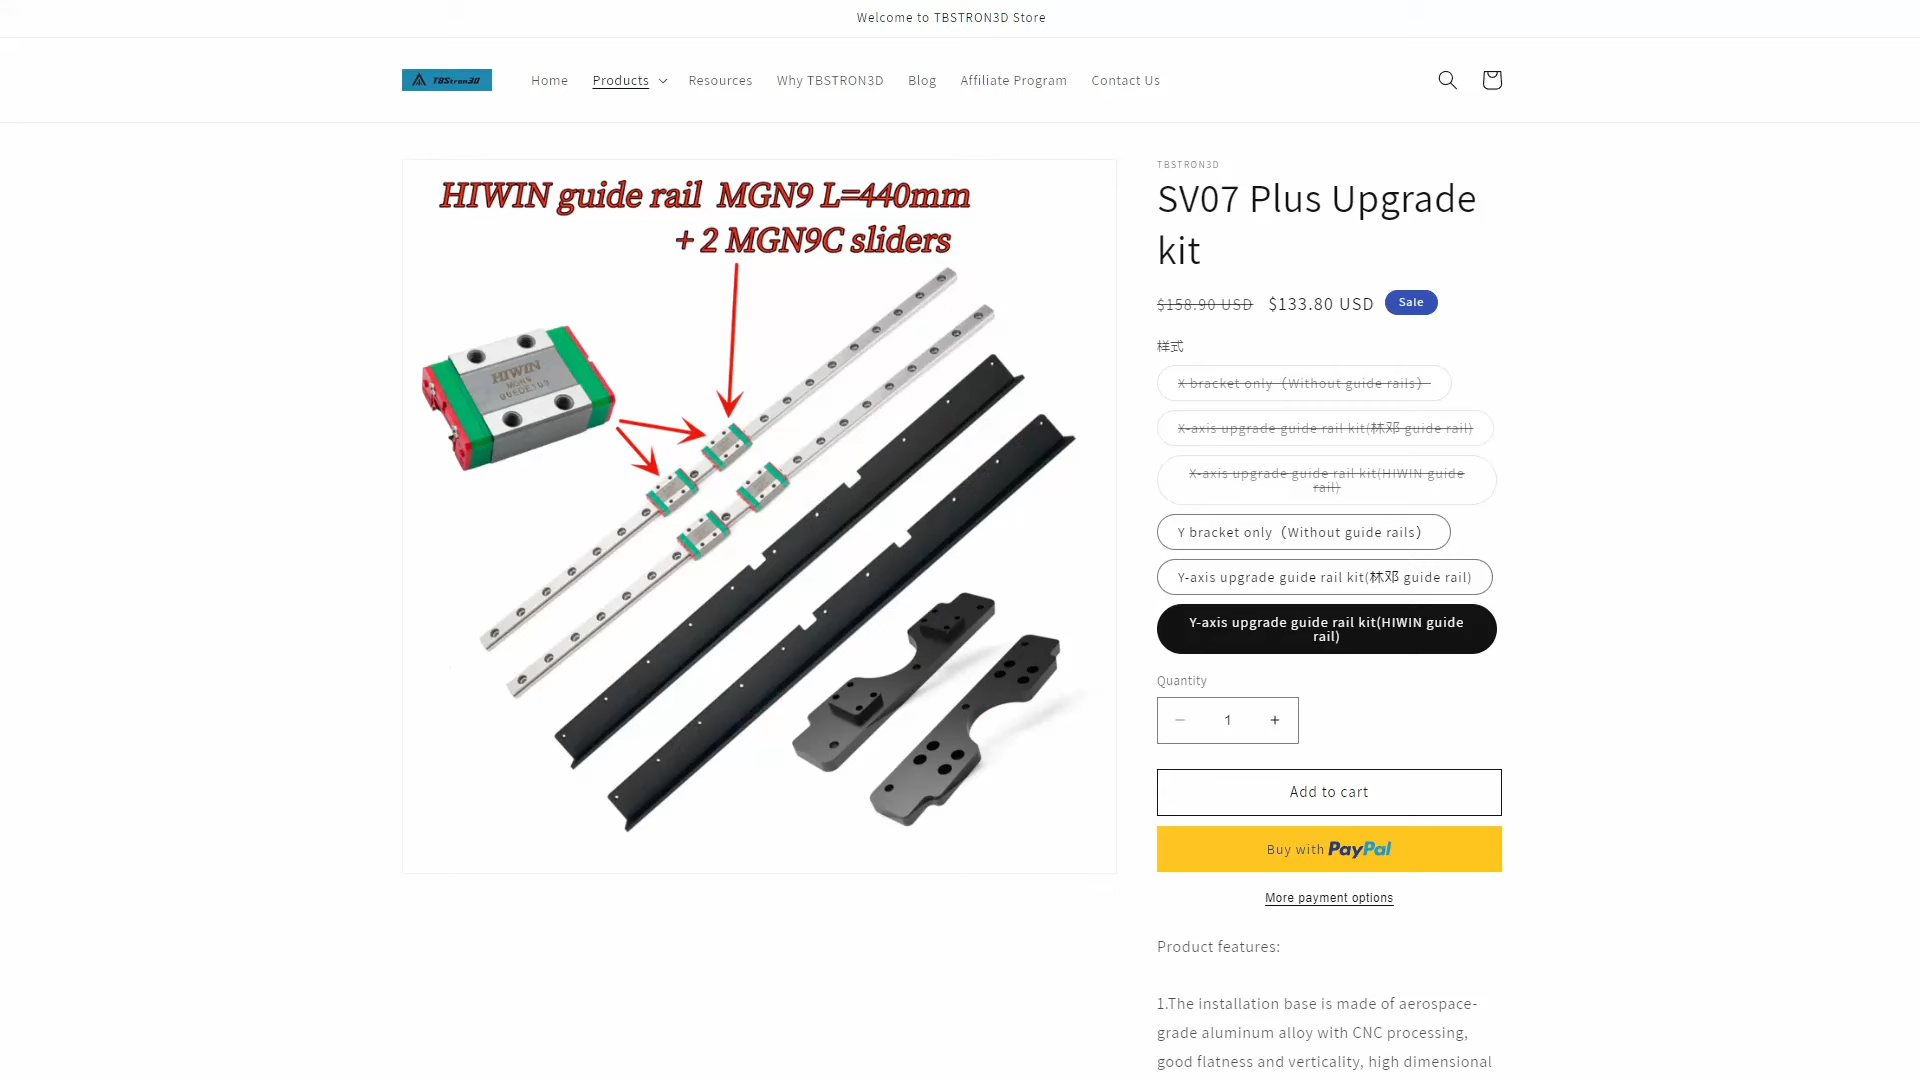 Welcome to TBSTRON3D Store
TBStron3D
Home
Products
Resources
Why TBSTRON3D
Blog
Affiliate Program
Contact Us
HIWIN guide rail MGN9 L=440mm
+ 2 MGN9C sliders
HIWIN
MGN9
TBSTRON3D
SV07 Plus Upgrade
kit
$158.90 USD $133.80 USD Sale
样式
X bracket only（Without guide rails）
X-axis upgrade guide rail kit(林邓 guide rail)
X-axis upgrade guide rail kit(HIWIN guide
rail)
Y bracket only（Without guide rails）
Y-axis upgrade guide rail kit(林邓 guide rail)
Y-axis upgrade guide rail kit(HIWIN guide
rail)
Quantity
− 1 +
Add to cart
Buy with PayPal
More payment options
Product features:
1.The installation base is made of aerospace-
grade aluminum alloy with CNC processing,
good flatness and verticality, high dimensional